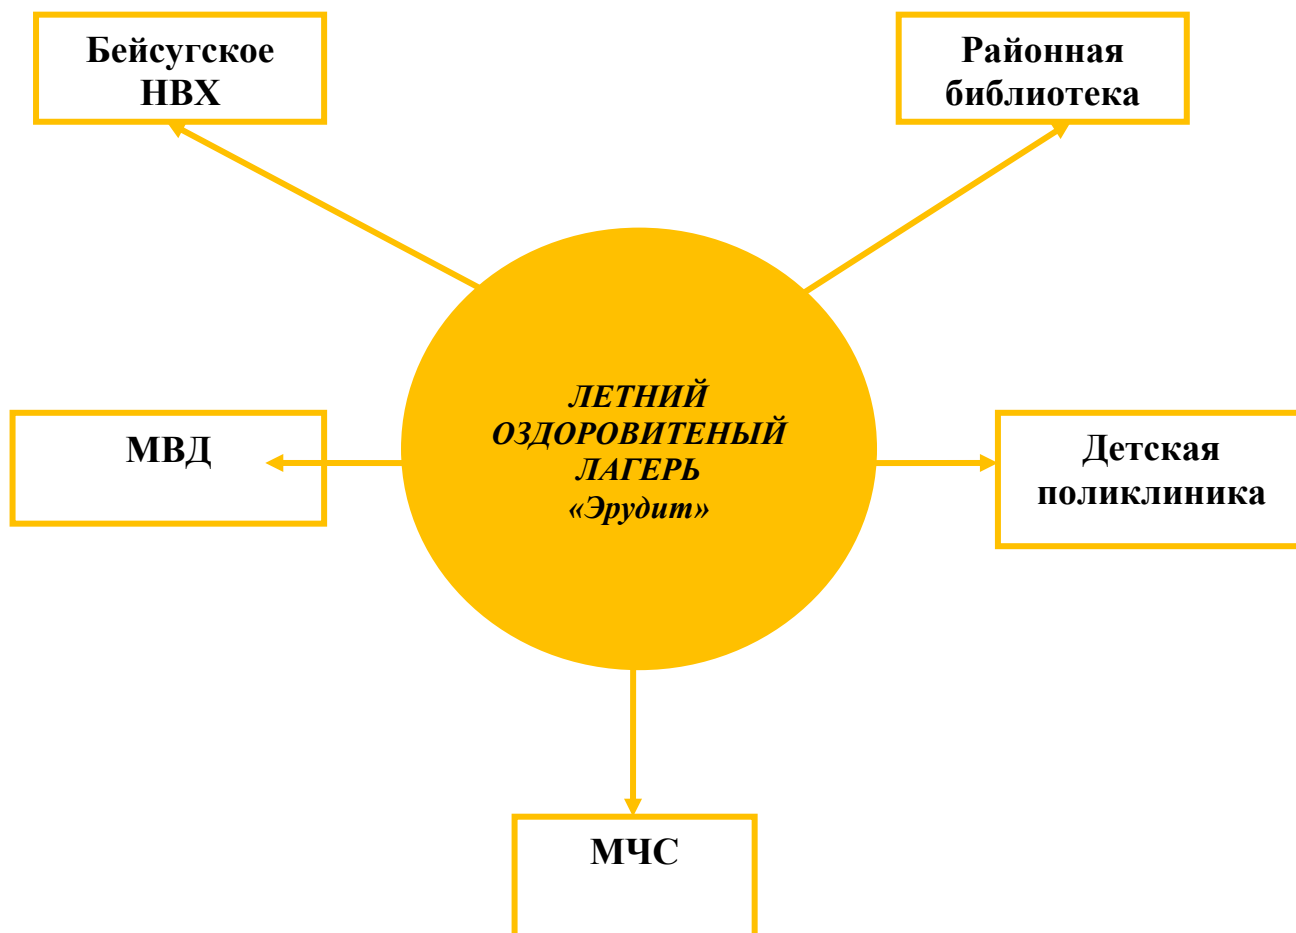 Бейсугское
НВХ
Районная
библиотека
ЛЕТНИЙ
ОЗДОРОВИТЕНЫЙ
ЛАГЕРЬ
«Эрудит»
МВД
Детская
поликлиника
МЧС